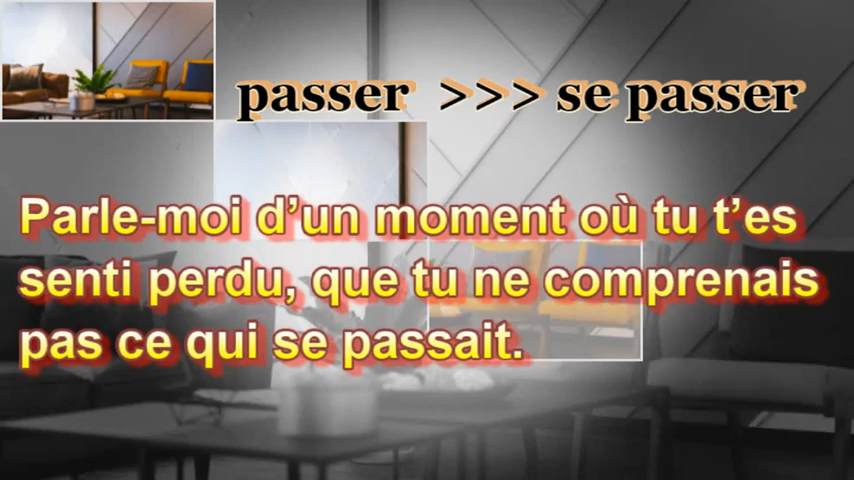 passer >>> se passer
Parle-moi d’un moment où tu t’es
senti perdu, que tu ne comprenais
pas ce qui se passait.